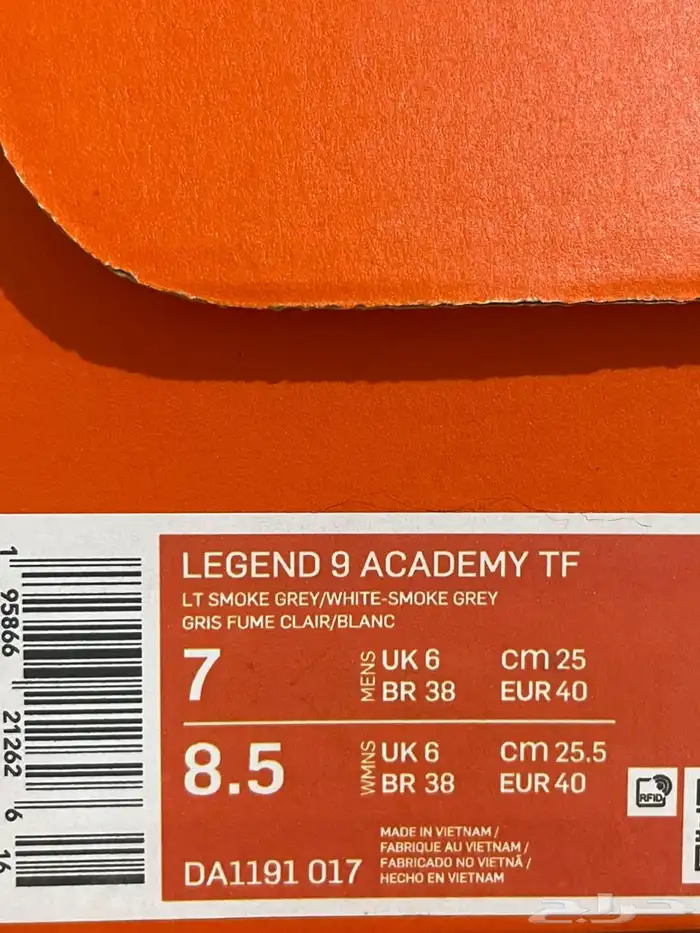 LEGEND 9 ACADEMY TF
LT SMOKE GREY/WHITE-SMOKE GREY
GRIS FUME CLAIR/BLANC
7 MENS UK 6 cm 25
BR 38 EUR 40
8.5 WMNS UK 6 cm 25.5
BR 38 EUR 40
RFID
DA1191 017
MADE IN VIETNAM /
FABRIQUE AU VIETNAM /
FABRICADO NO VIETNÃ /
HECHO EN VIETNAM
1 95866 21262 6 16
حراج